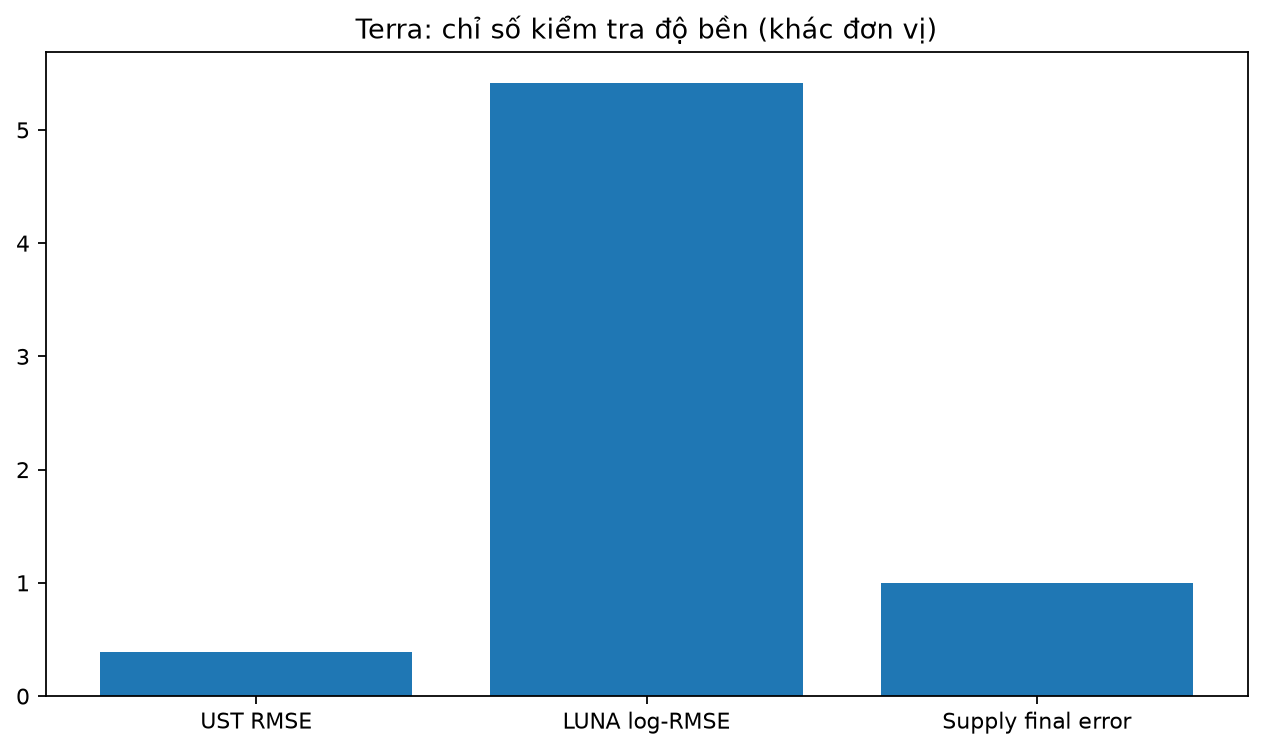 Terra: chỉ số kiểm tra độ bền (khác đơn vị)
5
4
3
2
1
0
UST RMSE
LUNA log-RMSE
Supply final error